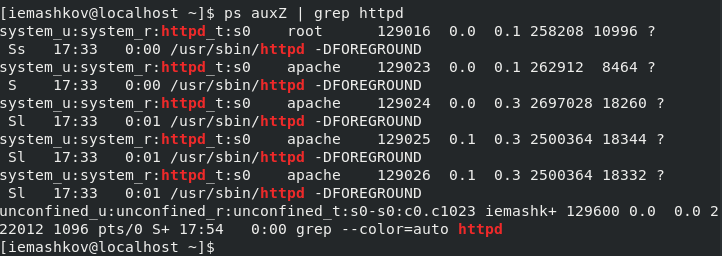 [iemashkov@localhost ~]$ ps auxZ | grep httpd
system_u:system_r:httpd_t:s0    root      129016  0.0  0.1 258208 10996 ?
 Ss   17:33   0:00 /usr/sbin/httpd -DFOREGROUND
system_u:system_r:httpd_t:s0    apache    129023  0.0  0.1 262912  8464 ?
 S    17:33   0:00 /usr/sbin/httpd -DFOREGROUND
system_u:system_r:httpd_t:s0    apache    129024  0.0  0.3 2697028 18260 ?
 Sl   17:33   0:01 /usr/sbin/httpd -DFOREGROUND
system_u:system_r:httpd_t:s0    apache    129025  0.1  0.3 2500364 18344 ?
 Sl   17:33   0:01 /usr/sbin/httpd -DFOREGROUND
system_u:system_r:httpd_t:s0    apache    129026  0.1  0.3 2500364 18332 ?
 Sl   17:33   0:01 /usr/sbin/httpd -DFOREGROUND
unconfined_u:unconfined_r:unconfined_t:s0-s0:c0.c1023 iemashk+ 129600 0.0  0.0 2
22012 1096 pts/0 S+ 17:54   0:00 grep --color=auto httpd
[iemashkov@localhost ~]$